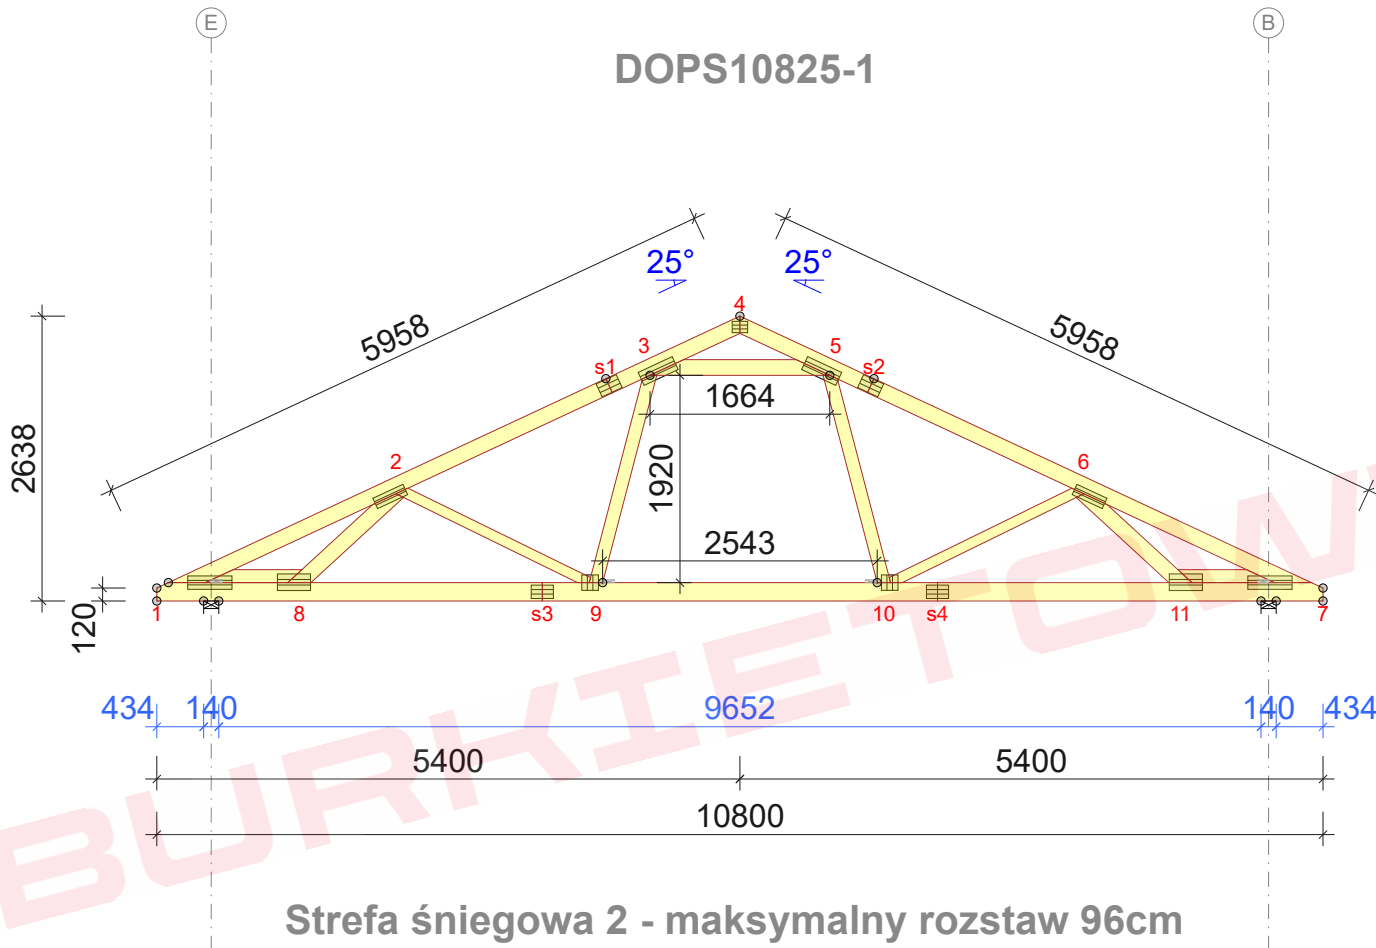 E
B
DOPS10825-1
25° 25°
5958
5958
4
3 5
s1 s2
1664
2638
2 6
1920
2543
120
1 8 s3 9 10 s4 11 7
434 140 9652 140 434
5400 5400
10800
BURKIETOW
Strefa śniegowa 2 - maksymalny rozstaw 96cm